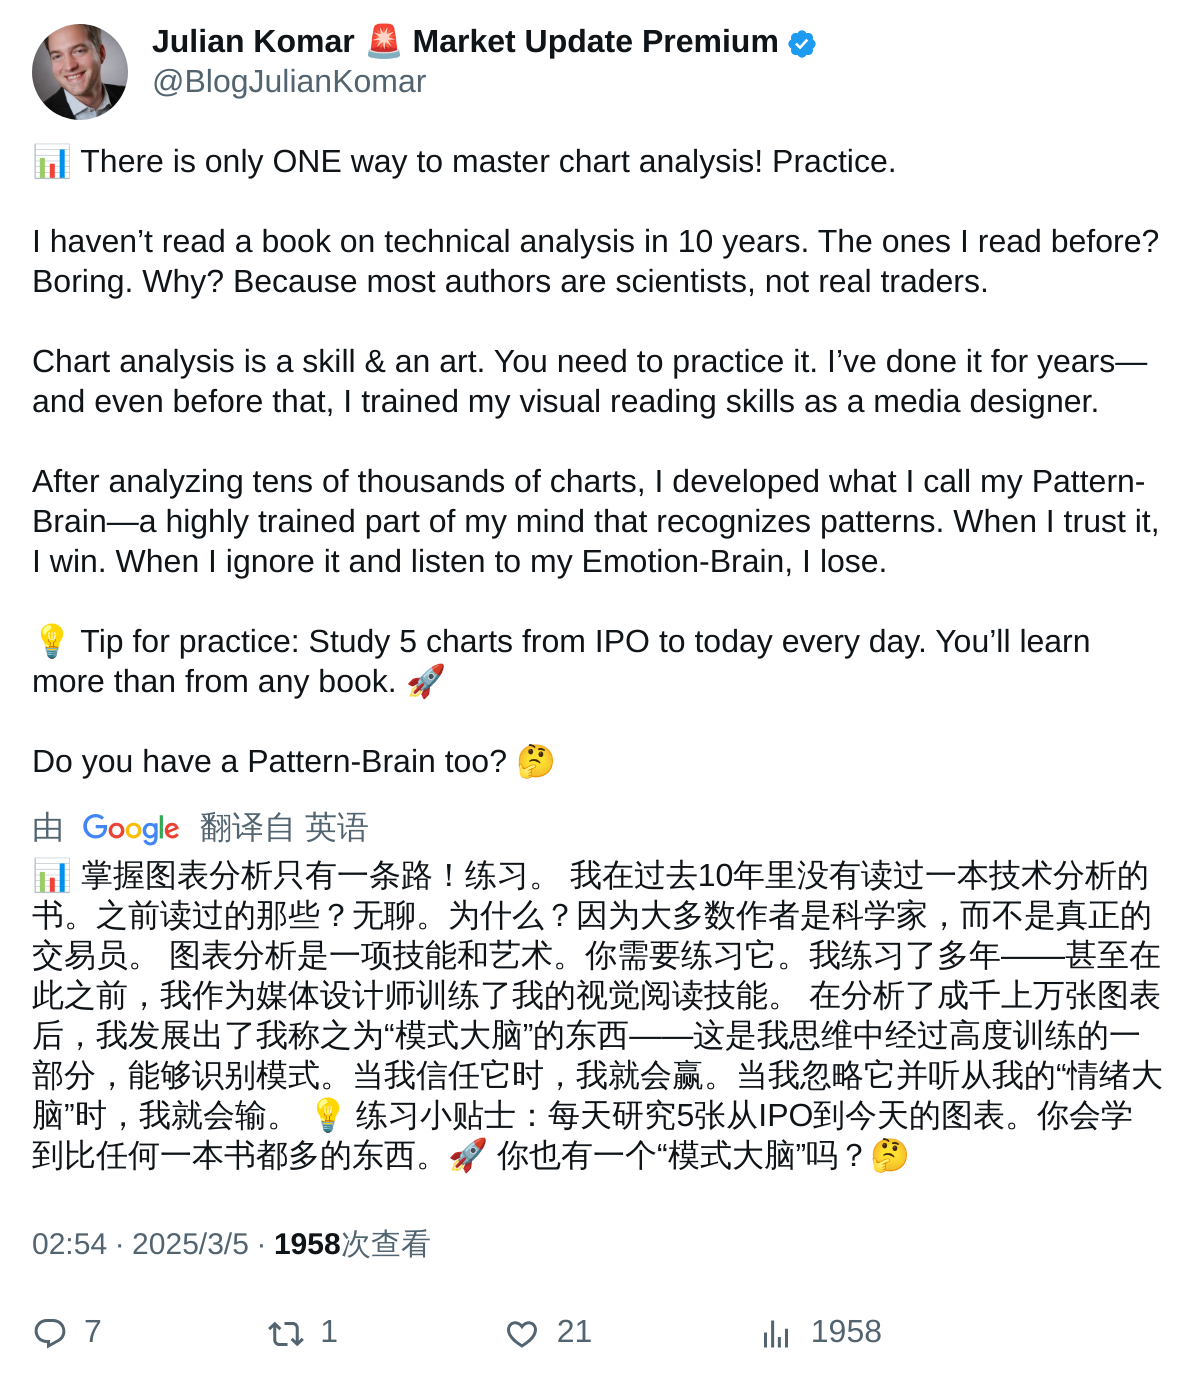 Julian Komar 🚨 Market Update Premium
@BlogJulianKomar
📊 There is only ONE way to master chart analysis! Practice.
I haven’t read a book on technical analysis in 10 years. The ones I read before?
Boring. Why? Because most authors are scientists, not real traders.
Chart analysis is a skill & an art. You need to practice it. I’ve done it for years—
and even before that, I trained my visual reading skills as a media designer.
After analyzing tens of thousands of charts, I developed what I call my Pattern-
Brain—a highly trained part of my mind that recognizes patterns. When I trust it,
I win. When I ignore it and listen to my Emotion-Brain, I lose.
💡 Tip for practice: Study 5 charts from IPO to today every day. You’ll learn
more than from any book. 🚀
Do you have a Pattern-Brain too? 🤔
由 Google 翻译自 英语
📊 掌握图表分析只有一条路！练习。 我在过去10年里没有读过一本技术分析的
书。之前读过的那些？无聊。为什么？因为大多数作者是科学家，而不是真正的
交易员。 图表分析是一项技能和艺术。你需要练习它。我练习了多年——甚至在
此之前，我作为媒体设计师训练了我的视觉阅读技能。 在分析了成千上万张图表
后，我发展出了我称之为“模式大脑”的东西——这是我思维中经过高度训练的一
部分，能够识别模式。当我信任它时，我就会赢。当我忽略它并听从我的“情绪大
脑”时，我就会输。 💡 练习小贴士：每天研究5张从IPO到今天的图表。你会学
到比任何一本书都多的东西。🚀 你也有一个“模式大脑”吗？🤔
02:54 · 2025/3/5 · 1958次查看
7 1 21 1958